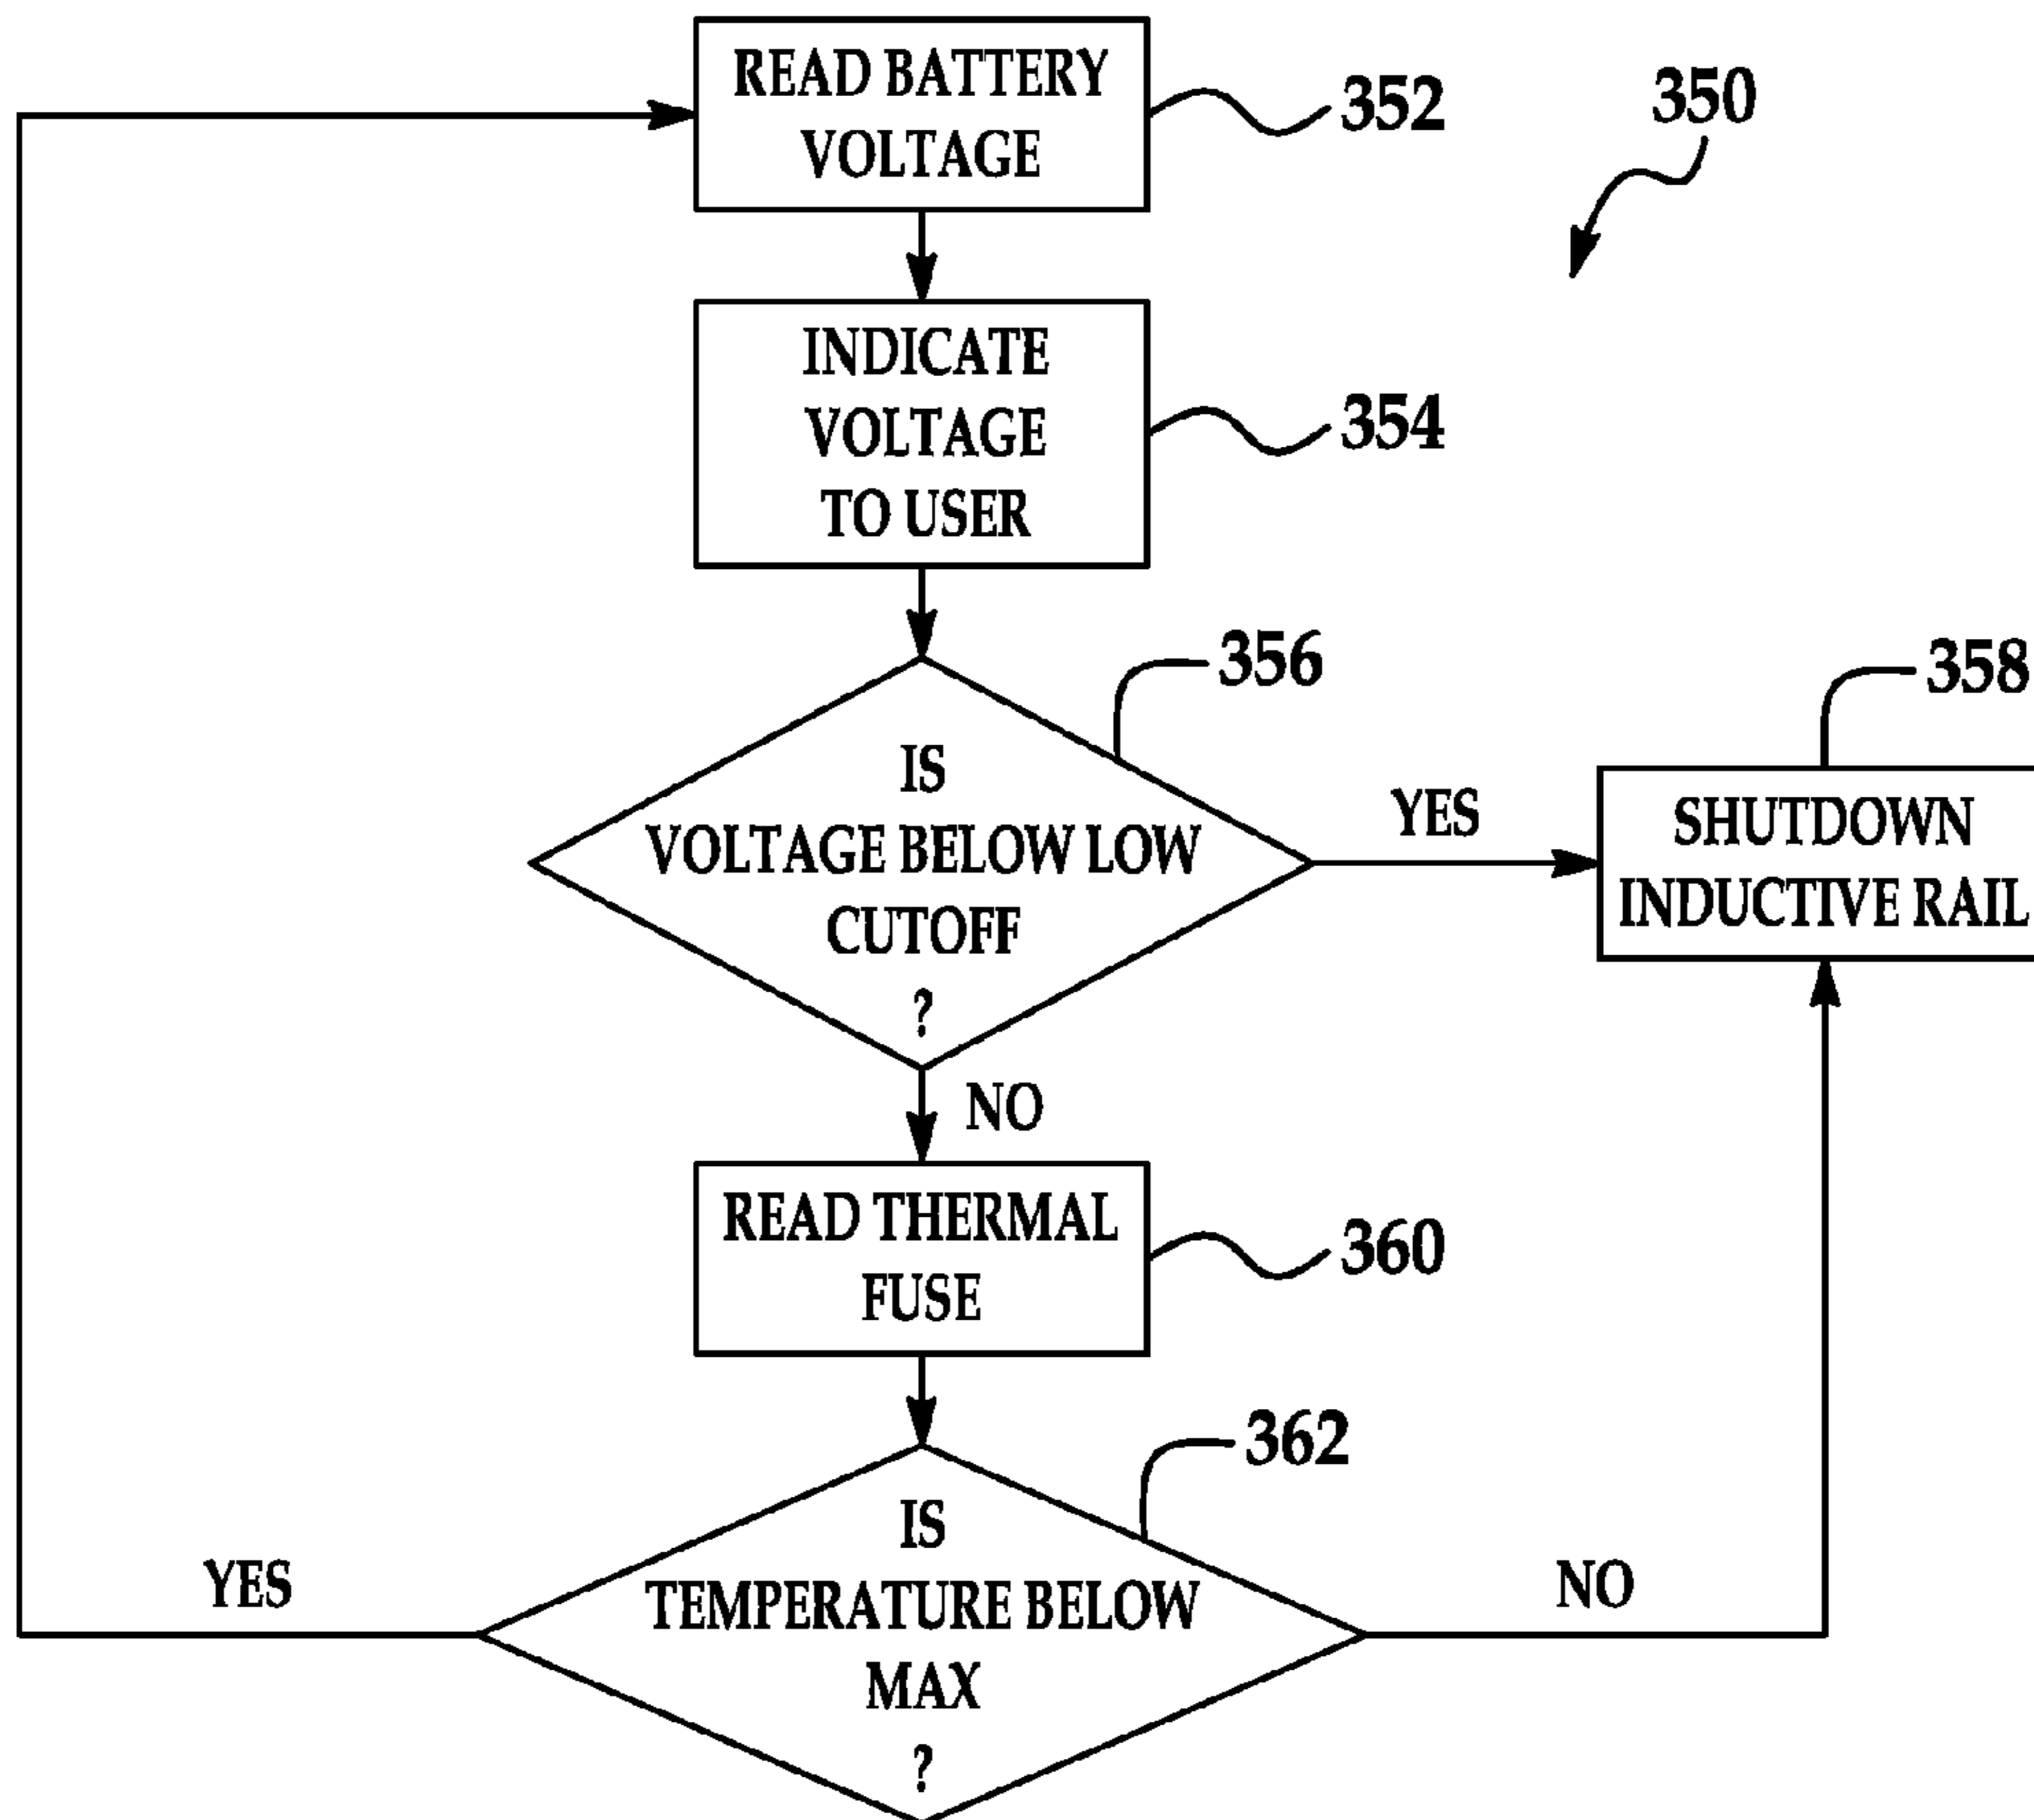 READ BATTERY
VOLTAGE
352
350
INDICATE
VOLTAGE
TO USER
354
356
358
IS
VOLTAGE BELOW LOW
CUTOFF
?
YES
SHUTDOWN
INDUCTIVE RAIL
NO
READ THERMAL
FUSE
360
362
IS
TEMPERATURE BELOW
MAX
?
YES
NO